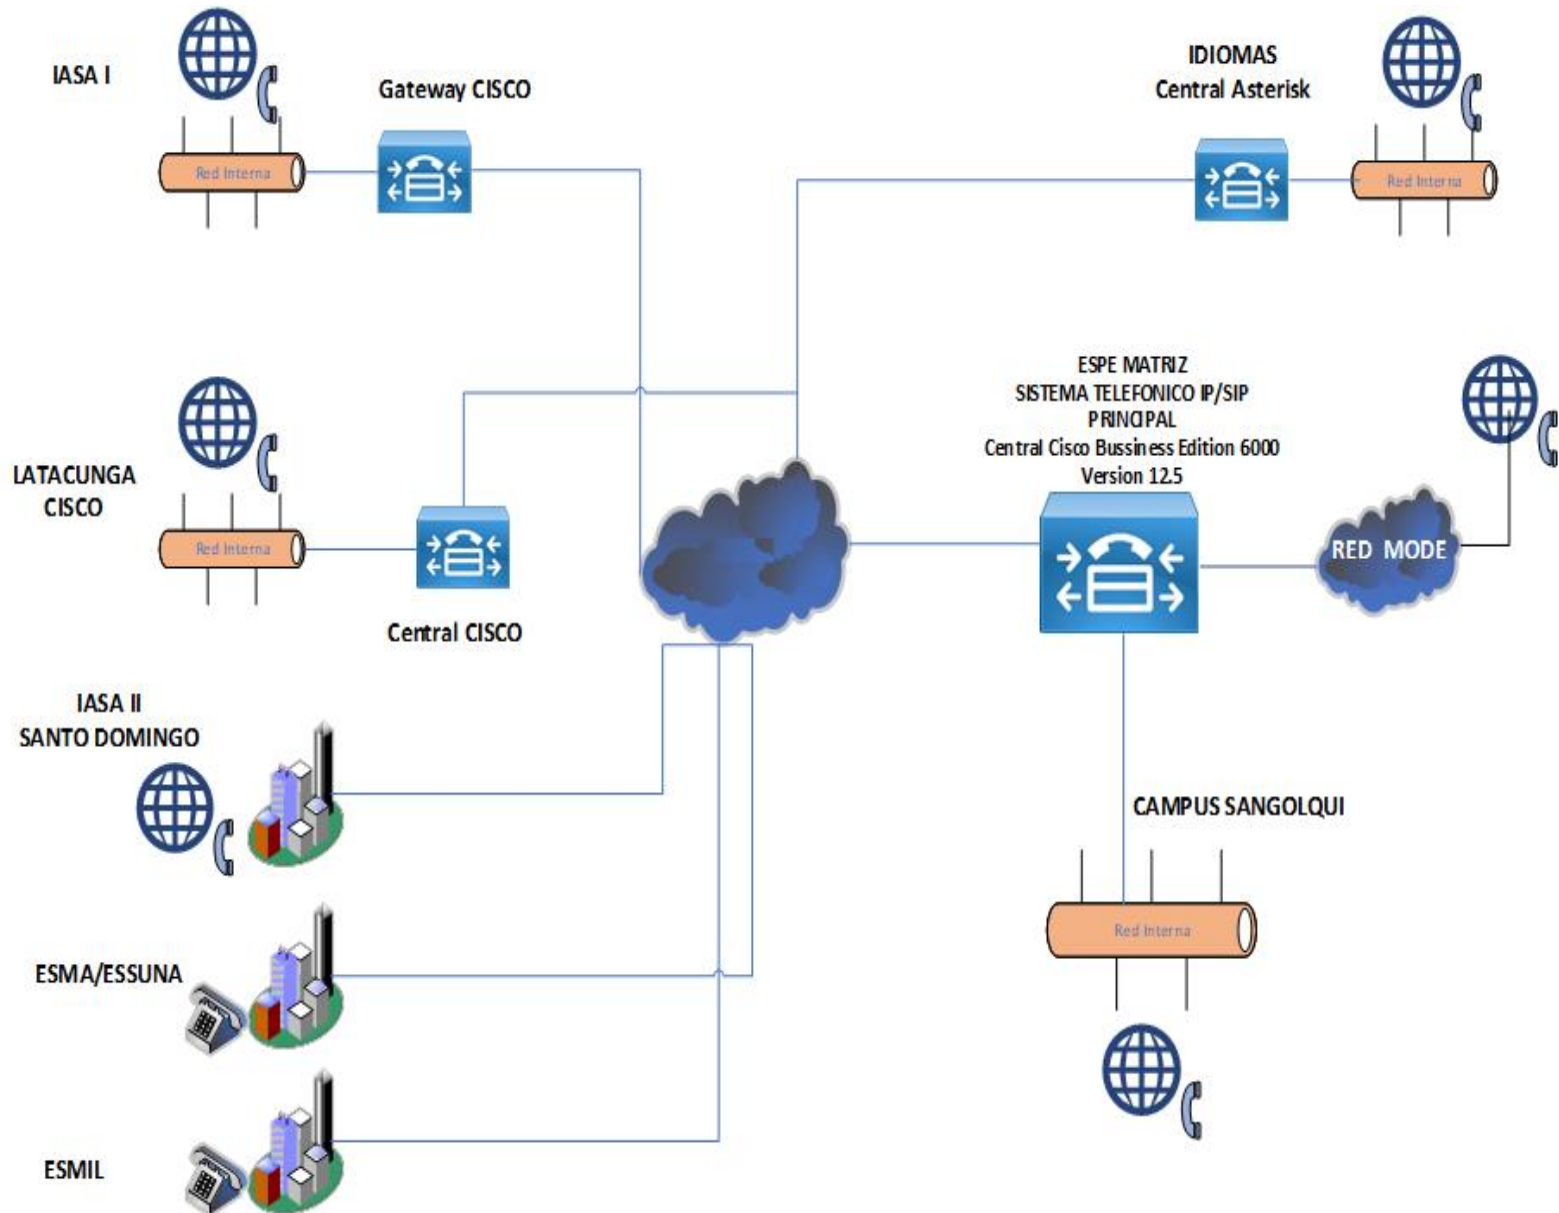 IASA I
Gateway CISCO
Red Interna
IDIOMAS
Central Asterisk
Red Interna
LATACUNGA
CISCO
Red Interna
Central CISCO
ESPE MATRIZ
SISTEMA TELEFONICO IP/SIP
PRINCIPAL
Central Cisco Bussiness Edition 6000
Version 12.5
RED MODE
IASA II
SANTO DOMINGO
CAMPUS SANGOLQUI
Red Interna
ESMA/ESSUNA
ESMIL